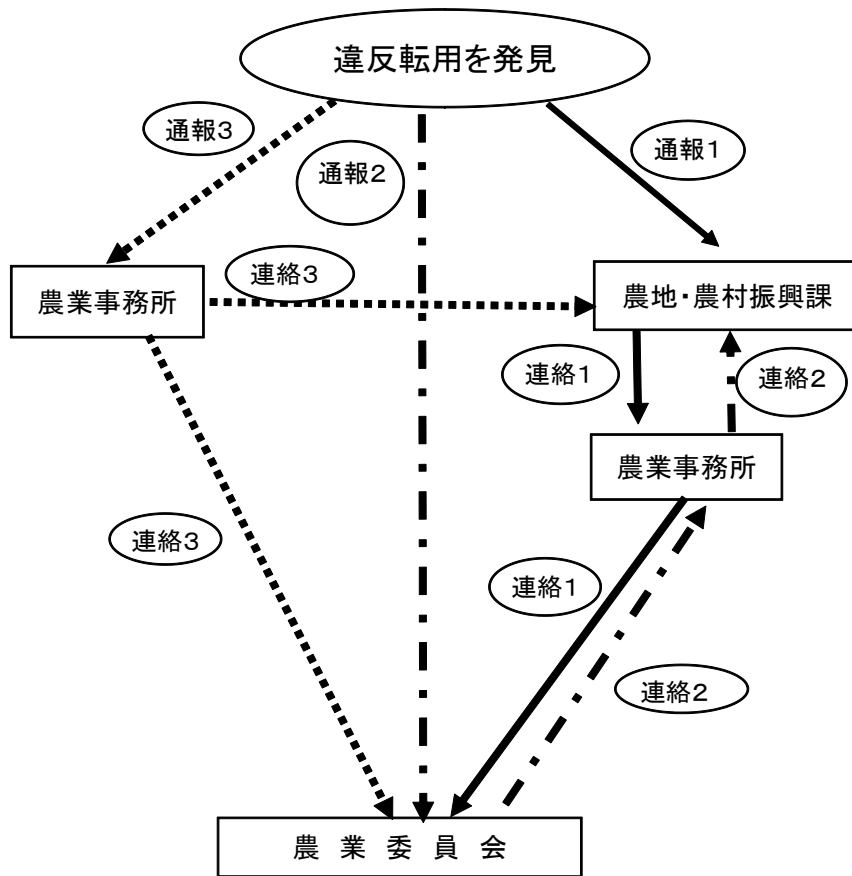 違反転用を発見
通報3
通報2
通報1
連絡3
農業事務所
農地・農村振興課
連絡1
連絡2
農業事務所
連絡3
連絡1
連絡2
農 業 委 員 会